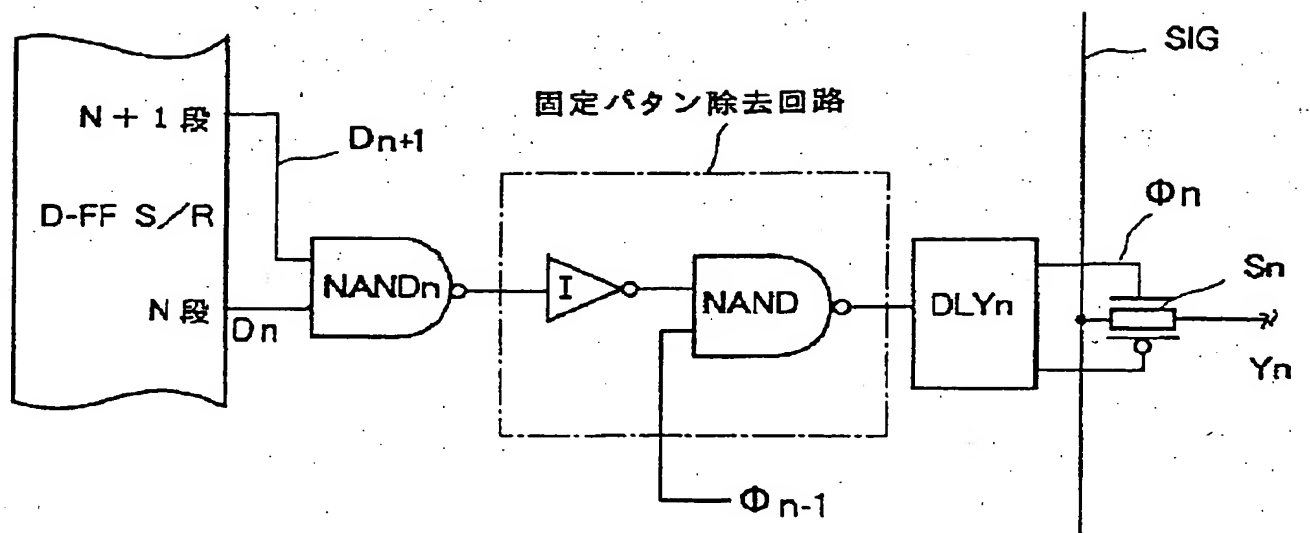 SIG
固定パタン除去回路
N+1段
Dn+1
Φn
D-FF S/R
Sn
NANDn
I
NAND
DLYn
N段
Dn
Yn
Φn-1